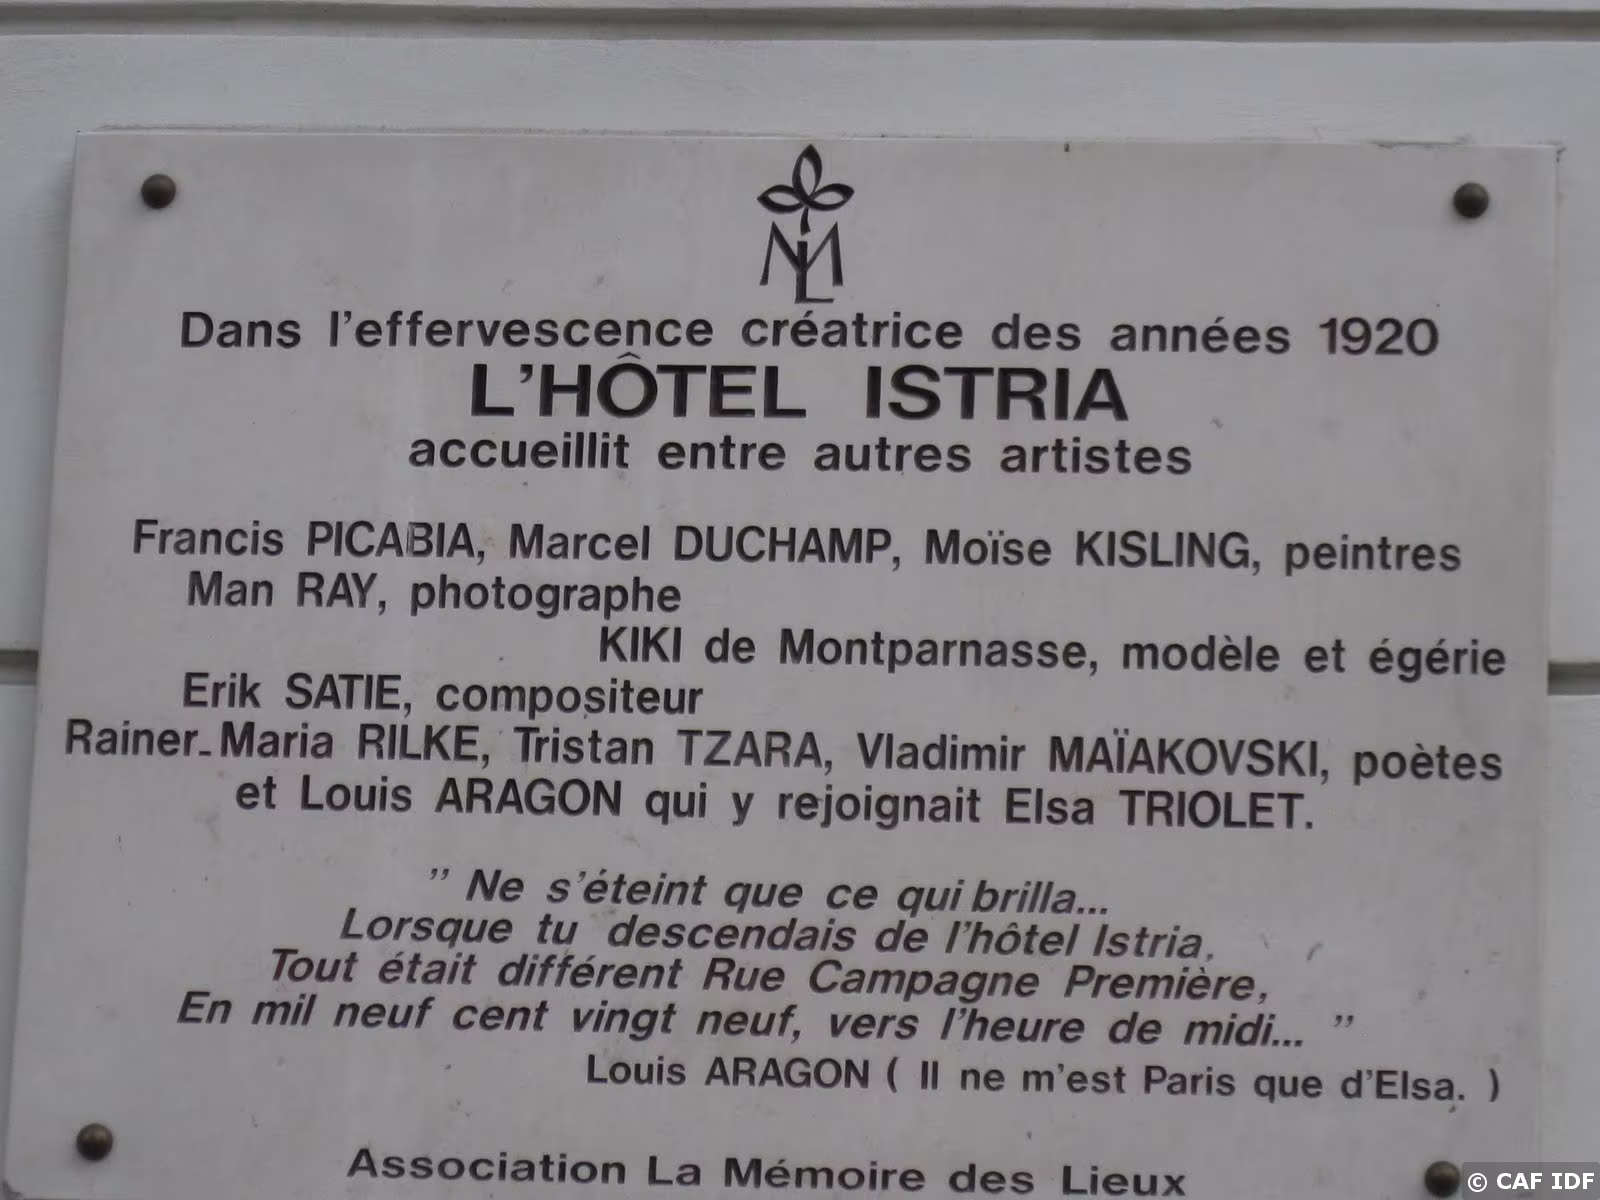 ML
Dans l'effervescence créatrice des années 1920
L'HÔTEL ISTRIA
accueillit entre autres artistes
Francis PICABIA, Marcel DUCHAMP, Moïse KISLING, peintres
Man RAY, photographe
KIKI de Montparnasse, modèle et égérie
Erik SATIE, compositeur
Rainer-Maria RILKE, Tristan TZARA, Vladimir MAÏAKOVSKI, poètes
et Louis ARAGON qui y rejoignait Elsa TRIOLET.
" Ne s'éteint que ce qui brilla...
Lorsque tu descendais de l'hôtel Istria,
Tout était différent Rue Campagne Première,
En mil neuf cent vingt neuf, vers l'heure de midi... "
Louis ARAGON ( Il ne m'est Paris que d'Elsa. )
Association La Mémoire des Lieux
© CAF IDF